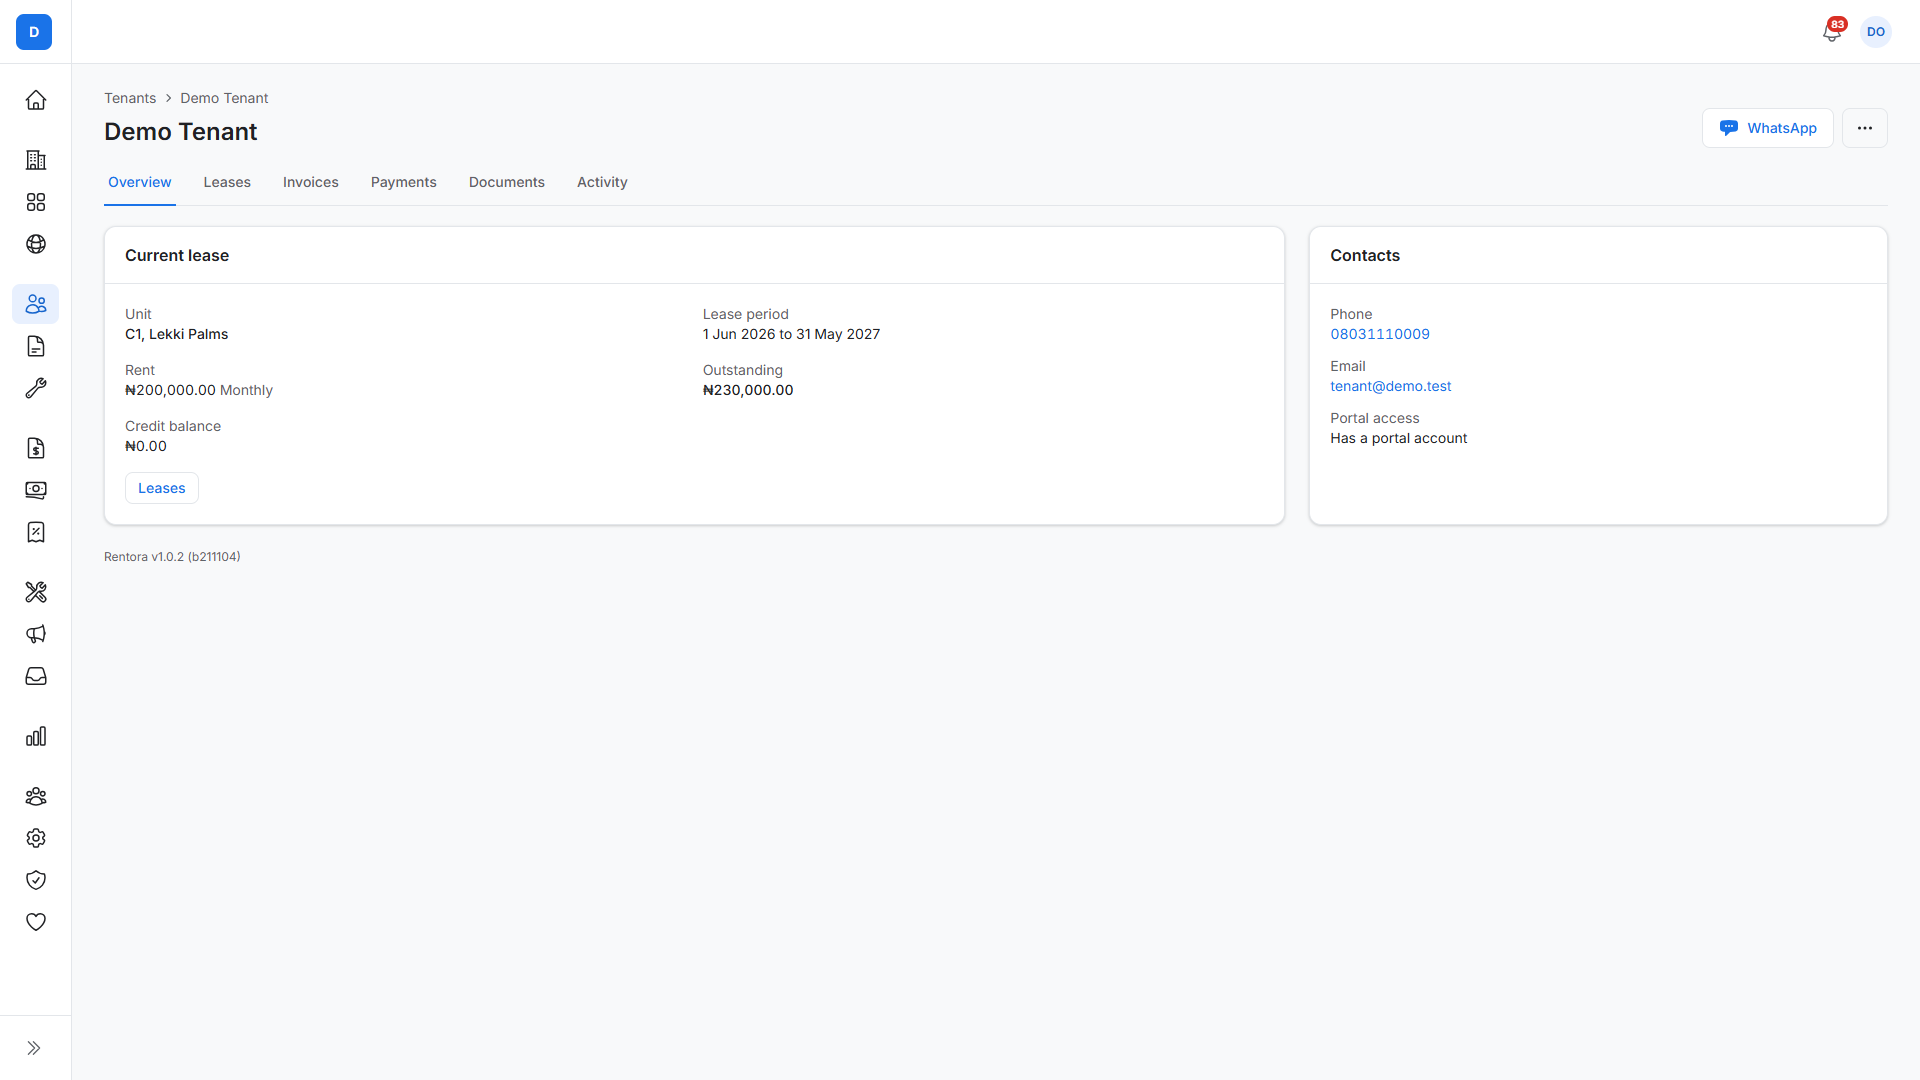 D
83
DO
Tenants > Demo Tenant
Demo Tenant
WhatsApp
Overview
Leases
Invoices
Payments
Documents
Activity
Current lease
Unit
C1, Lekki Palms
Lease period
1 Jun 2026 to 31 May 2027
Rent
₦200,000.00 Monthly
Outstanding
₦230,000.00
Credit balance
₦0.00
Leases
Contacts
Phone
08031110009
Email
tenant@demo.test
Portal access
Has a portal account
Rentora v1.0.2 (b211104)